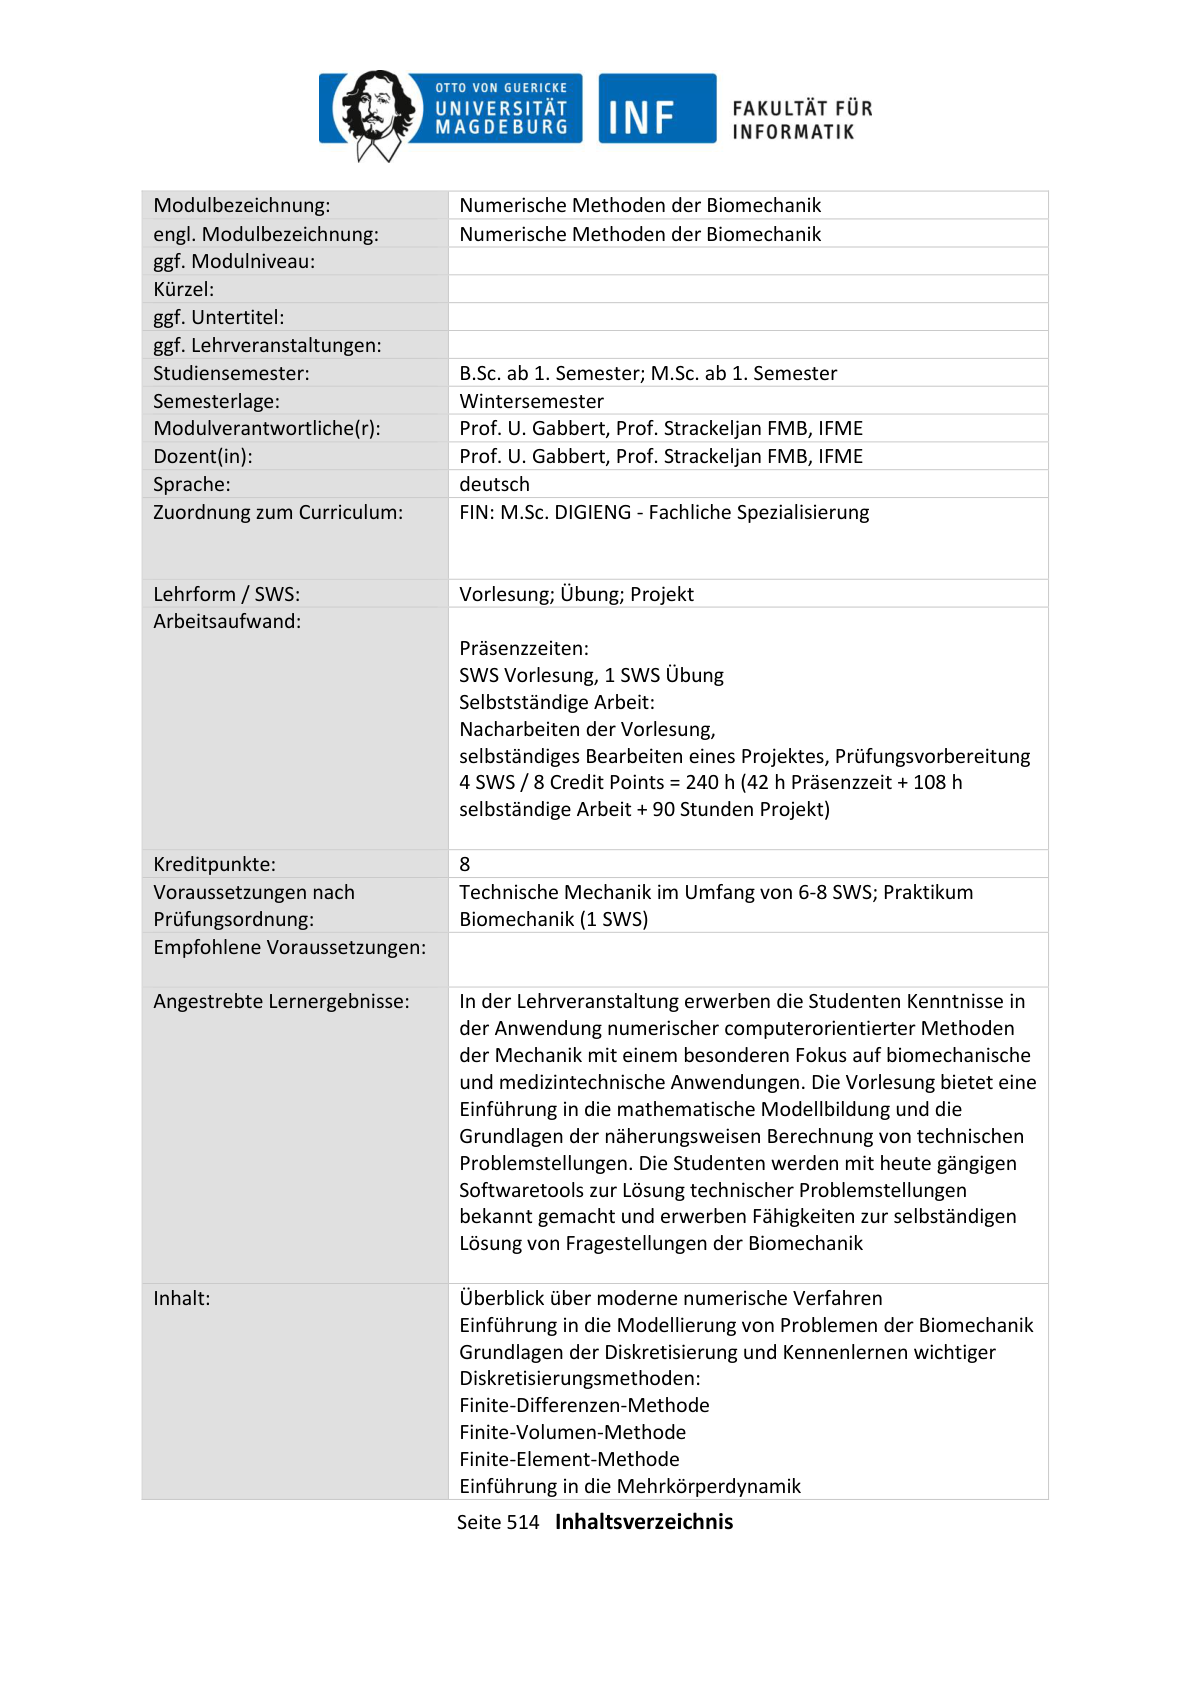 OTTO VON GUERICKE
UNIVERSITÄT
MAGDEBURG
INF
FAKULTÄT FÜR
INFORMATIK
Modulbezeichnung: Numerische Methoden der Biomechanik
engl. Modulbezeichnung: Numerische Methoden der Biomechanik
ggf. Modulniveau:
Kürzel:
ggf. Untertitel:
ggf. Lehrveranstaltungen:
Studiensemester: B.Sc. ab 1. Semester; M.Sc. ab 1. Semester
Semesterlage: Wintersemester
Modulverantwortliche(r): Prof. U. Gabbert, Prof. Strackeljan FMB, IFME
Dozent(in): Prof. U. Gabbert, Prof. Strackeljan FMB, IFME
Sprache: deutsch
Zuordnung zum Curriculum: FIN: M.Sc. DIGIENG - Fachliche Spezialisierung
Lehrform / SWS: Vorlesung; Übung; Projekt
Arbeitsaufwand:
Präsenzzeiten:
SWS Vorlesung, 1 SWS Übung
Selbstständige Arbeit:
Nacharbeiten der Vorlesung,
selbständiges Bearbeiten eines Projektes, Prüfungsvorbereitung
4 SWS / 8 Credit Points = 240 h (42 h Präsenzzeit + 108 h
selbständige Arbeit + 90 Stunden Projekt)
Kreditpunkte: 8
Voraussetzungen nach Technische Mechanik im Umfang von 6-8 SWS; Praktikum
Prüfungsordnung: Biomechanik (1 SWS)
Empfohlene Voraussetzungen:
Angestrebte Lernergebnisse: In der Lehrveranstaltung erwerben die Studenten Kenntnisse in
der Anwendung numerischer computerorientierter Methoden
der Mechanik mit einem besonderen Fokus auf biomechanische
und medizintechnische Anwendungen. Die Vorlesung bietet eine
Einführung in die mathematische Modellbildung und die
Grundlagen der näherungsweisen Berechnung von technischen
Problemstellungen. Die Studenten werden mit heute gängigen
Softwaretools zur Lösung technischer Problemstellungen
bekannt gemacht und erwerben Fähigkeiten zur selbständigen
Lösung von Fragestellungen der Biomechanik
Inhalt: Überblick über moderne numerische Verfahren
Einführung in die Modellierung von Problemen der Biomechanik
Grundlagen der Diskretisierung und Kennenlernen wichtiger
Diskretisierungsmethoden:
Finite-Differenzen-Methode
Finite-Volumen-Methode
Finite-Element-Methode
Einführung in die Mehrkörperdynamik
Seite 514 Inhaltsverzeichnis